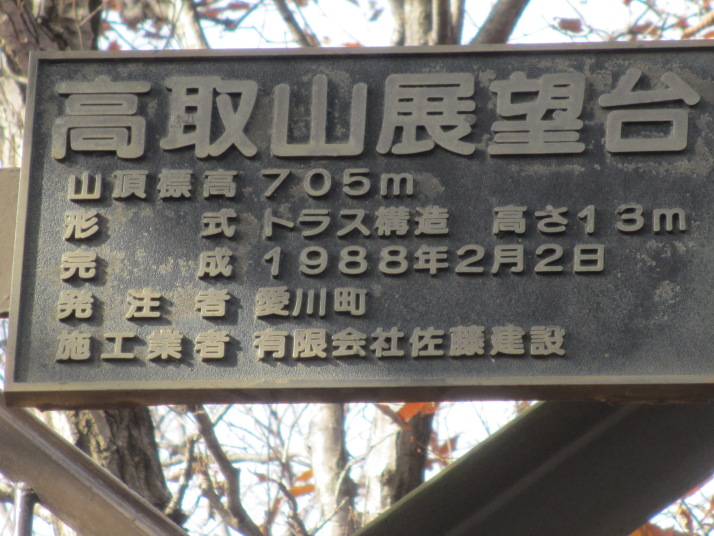 高取山展望台
山頂標高 705m
形式 トラス構造 高さ13m
完成 1988年2月2日
発注者 愛川町
施工業者 有限会社佐藤建設